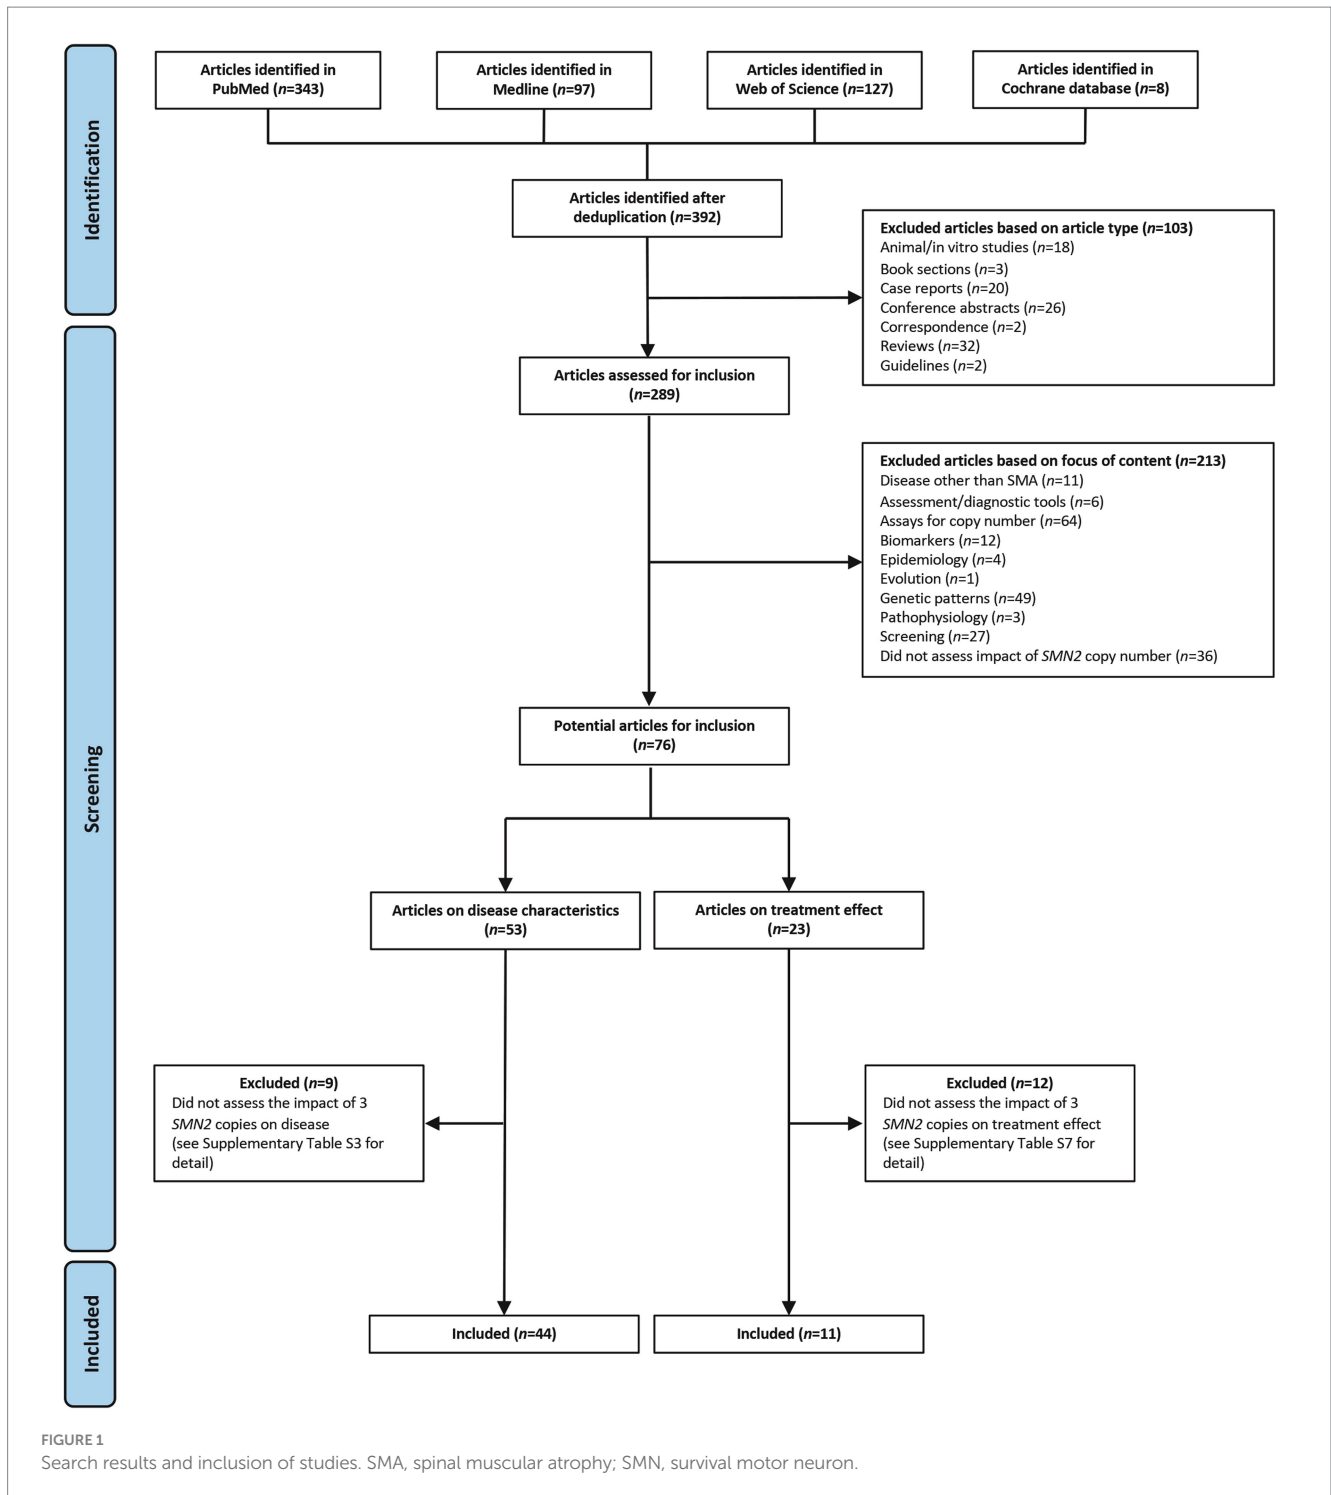 Identification
Articles identified in
PubMed (n=343)
Articles identified in
Medline (n=97)
Articles identified in
Web of Science (n=127)
Articles identified in
Cochrane database (n=8)
Articles identified after
deduplication (n=392)
Excluded articles based on article type (n=103)
Animal/in vitro studies (n=18)
Book sections (n=3)
Case reports (n=20)
Conference abstracts (n=26)
Correspondence (n=2)
Reviews (n=32)
Guidelines (n=2)
Screening
Articles assessed for inclusion
(n=289)
Excluded articles based on focus of content (n=213)
Disease other than SMA (n=11)
Assessment/diagnostic tools (n=6)
Assays for copy number (n=64)
Biomarkers (n=12)
Epidemiology (n=4)
Evolution (n=1)
Genetic patterns (n=49)
Pathophysiology (n=3)
Screening (n=27)
Did not assess impact of SMN2 copy number (n=36)
Potential articles for inclusion
(n=76)
Articles on disease characteristics
(n=53)
Articles on treatment effect
(n=23)
Excluded (n=9)
Did not assess the impact of 3
SMN2 copies on disease
(see Supplementary Table S3 for
detail)
Excluded (n=12)
Did not assess the impact of 3
SMN2 copies on treatment effect
(see Supplementary Table S7 for
detail)
Included
Included (n=44)
Included (n=11)
FIGURE 1
Search results and inclusion of studies. SMA, spinal muscular atrophy; SMN, survival motor neuron.